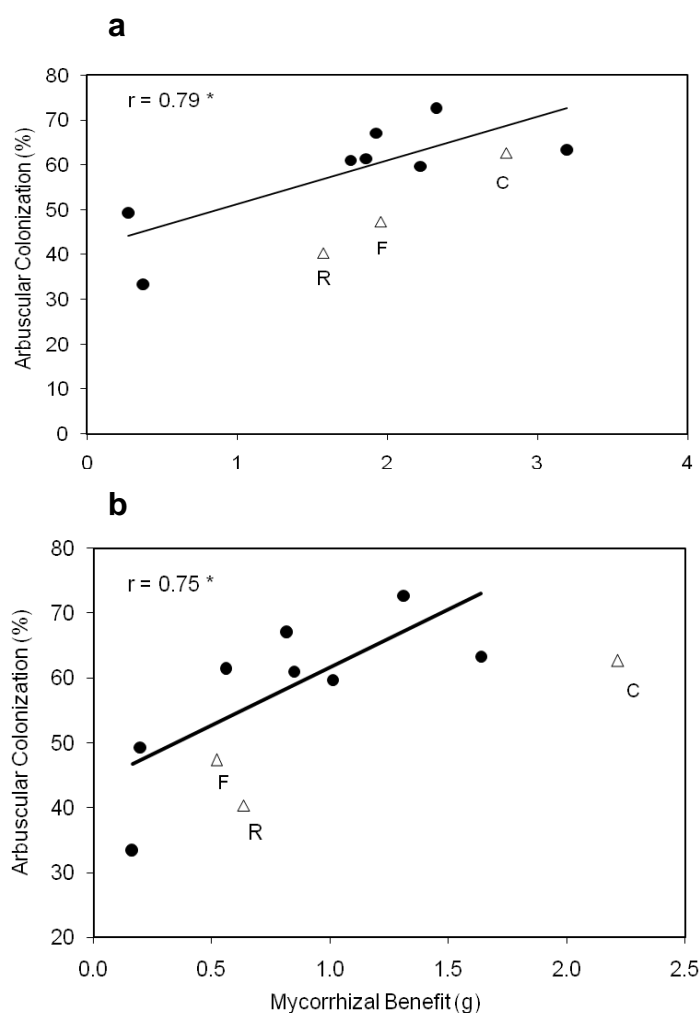 a
80
r = 0.79 *
70
60
50
40
30
20
10
0
Arbuscular Colonization (%)
C
F
R
0 1 2 3 4
b
80
r = 0.75 *
70
60
50
40
30
20
Arbuscular Colonization (%)
C
F
R
0.0 0.5 1.0 1.5 2.0 2.5
Mycorrhizal Benefit (g)